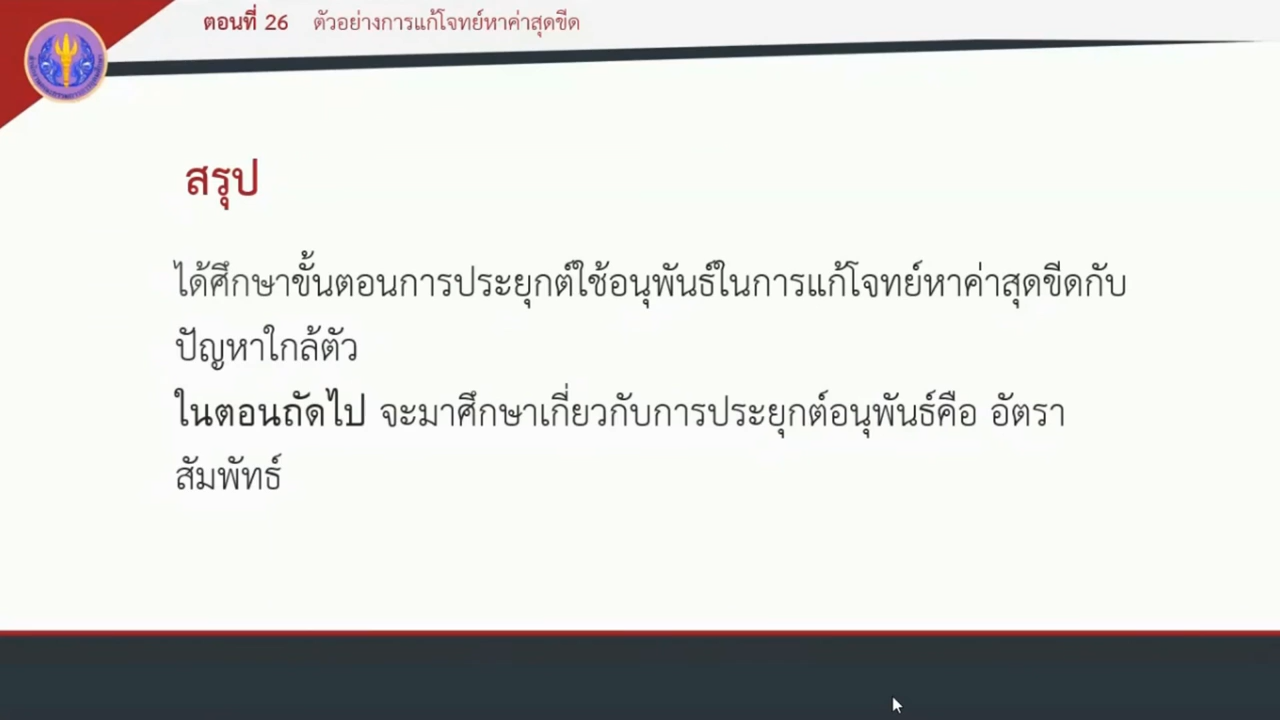 ตอนที่ 26 ตัวอย่างการแก้โจทย์หาค่าสุดขีด
สรุป
ได้ศึกษาขั้นตอนการประยุกต์ใช้อนุพันธ์ในการแก้โจทย์หาค่าสุดขีดกับ
ปัญหาใกล้ตัว
ในตอนถัดไป จะมาศึกษาเกี่ยวกับการประยุกต์อนุพันธ์คือ อัตรา
สัมพัทธ์